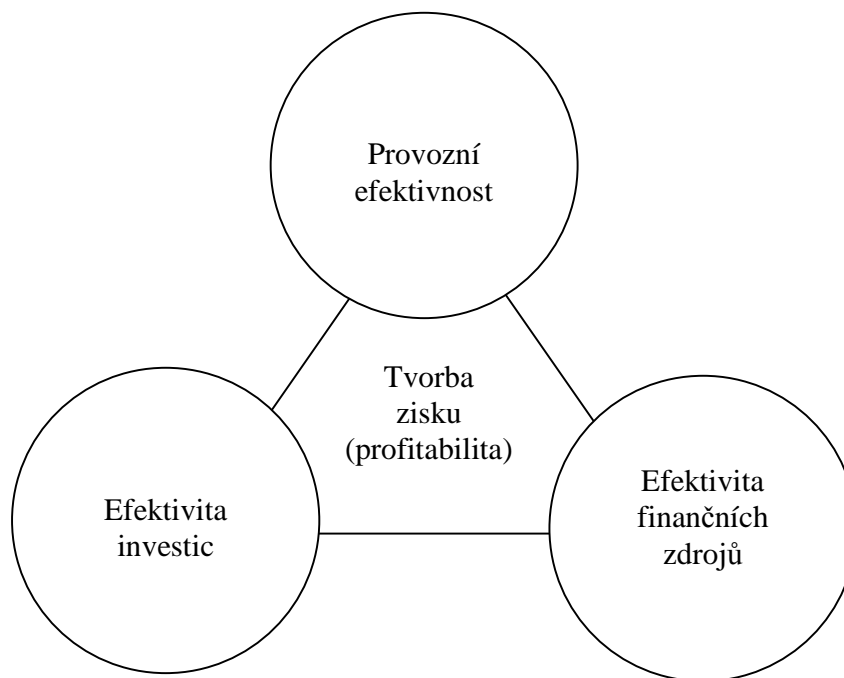 Provozní
efektivnost
Tvorba
zisku
(profitabilita)
Efektivita
investic
Efektivita
finančních
zdrojů